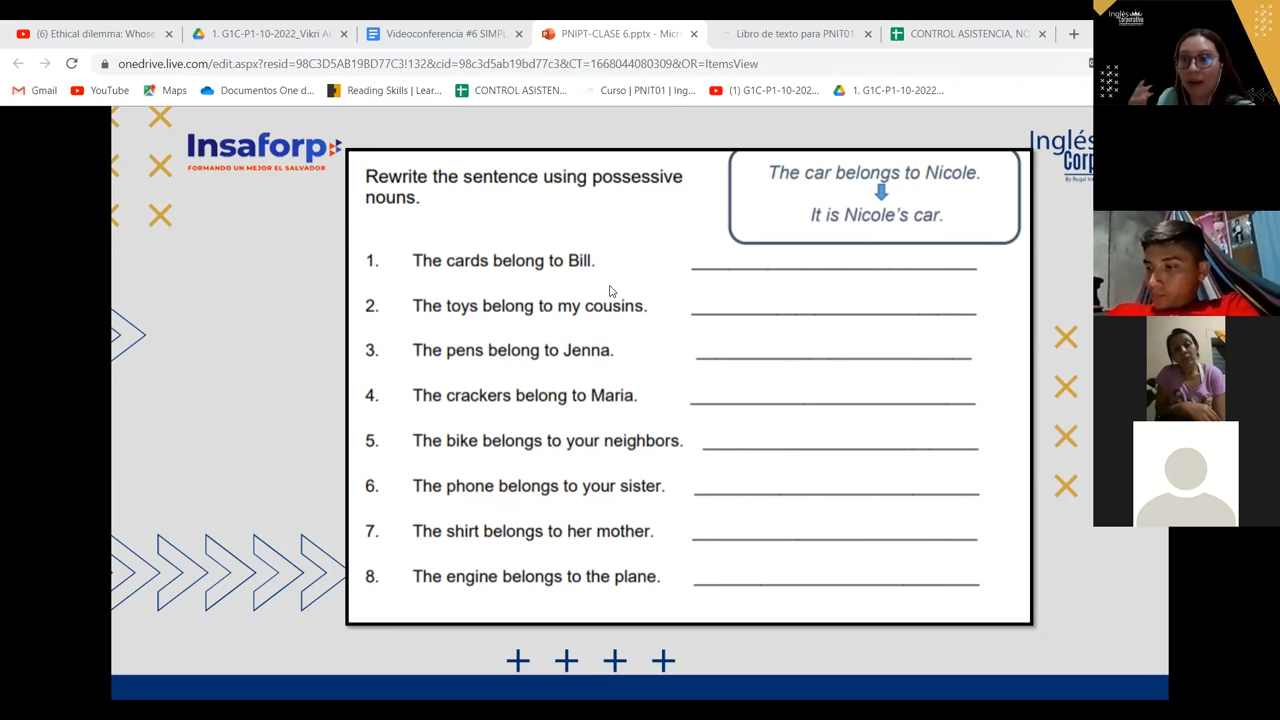 (6) Ethical dilemma: Whose
1. G1C-P1-10-2022_Vikri Al
Videoconferencia #6 SIMPL
PNIPT-CLASE 6.pptx - Micros
Libro de texto para PNIT01
CONTROL ASISTENCIA, NO
onedrive.live.com/edit.aspx?resid=98C3D5AB19BD77C3!132&cid=98c3d5ab19bd77c3&CT=1668044080309&OR=ItemsView
Gmail
YouTube
Maps
Documentos One d...
Reading Skills | Lear...
CONTROL ASISTEN...
Curso | PNIT01 | Ing...
(1) G1C-P1-10-202...
1. G1C-P1-10-2022...
Inglés
Corporativo
Insaforp
FORMANDO UN MEJOR EL SALVADOR
Inglés
Corp
Rewrite the sentence using possessive
nouns.
The car belongs to Nicole.
It is Nicole's car.
1. The cards belong to Bill.
2. The toys belong to my cousins.
3. The pens belong to Jenna.
4. The crackers belong to Maria.
5. The bike belongs to your neighbors.
6. The phone belongs to your sister.
7. The shirt belongs to her mother.
8. The engine belongs to the plane.